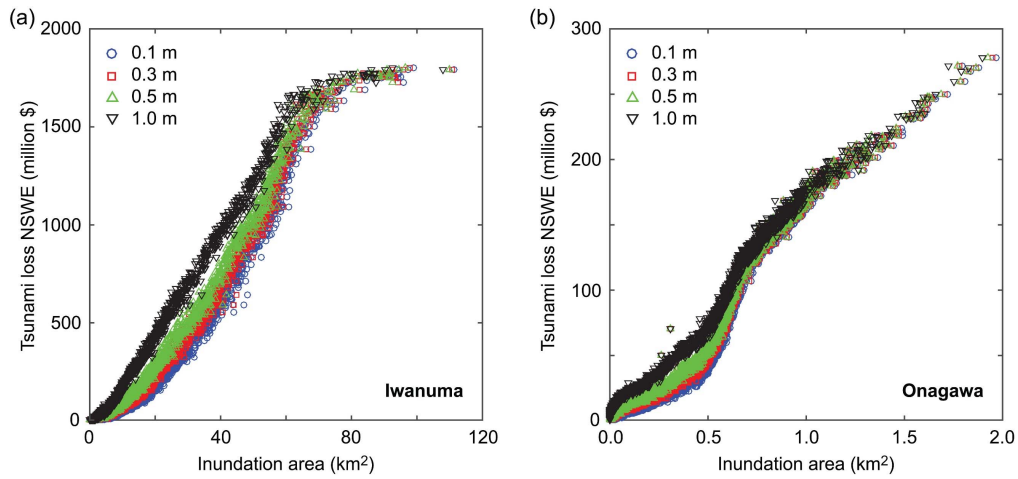 (a)
2000
1500
1000
500
0
Tsunami loss NSWE (million $)
0.1 m
0.3 m
0.5 m
1.0 m
Iwanuma
0 40 80 120
Inundation area (km²)
(b)
300
200
100
0
Tsunami loss NSWE (million $)
0.1 m
0.3 m
0.5 m
1.0 m
Onagawa
0.0 0.5 1.0 1.5 2.0
Inundation area (km²)